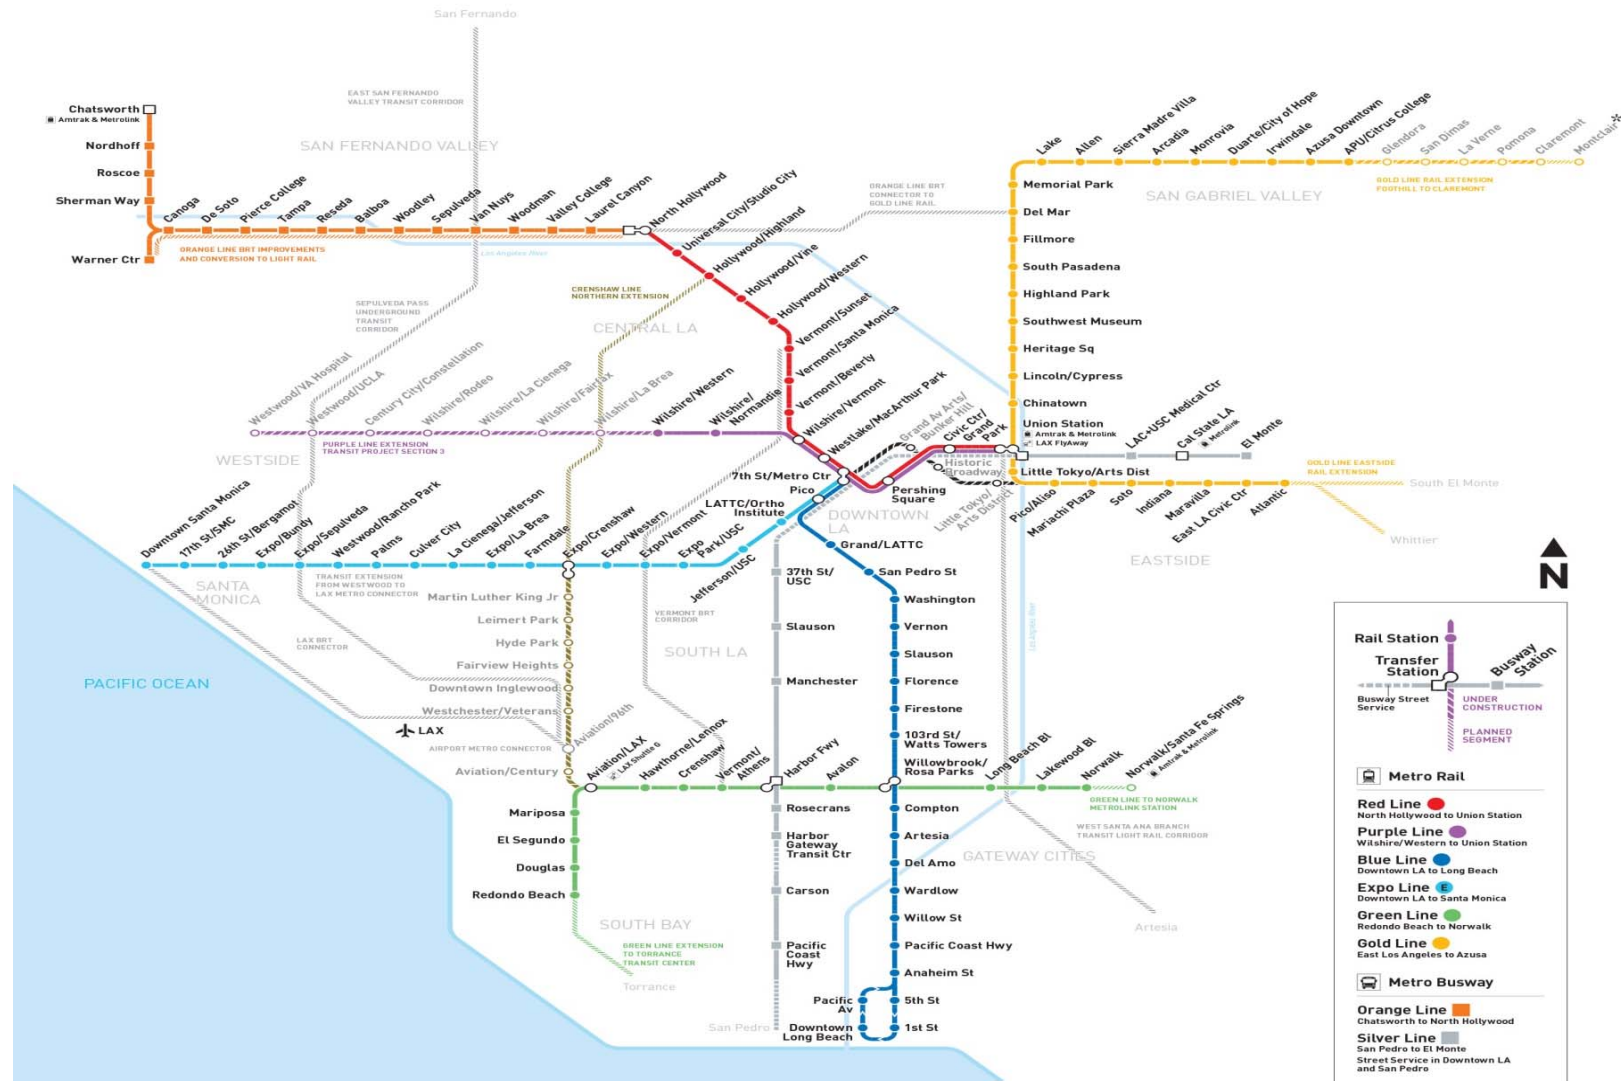 San Fernando
EAST SAN FERNANDO
VALLEY TRANSIT CORRIDOR
SAN FERNANDO VALLEY
Chatsworth
Amtrak & Metrolink
Nordhoff
Roscoe
Sherman Way
Warner Ctr
Canoga
De Soto
Pierce College
Tampa
Reseda
Balboa
Woodley
Sepulveda
Van Nuys
Woodman
Valley College
Laurel Canyon
North Hollywood
Universal City/Studio City
Hollywood/Highland
Hollywood/Vine
Hollywood/Western
Vermont/Sunset
Vermont/Santa Monica
Vermont/Beverly
Wilshire/Vermont
Westlake/MacArthur Park
ORANGE LINE BRT IMPROVEMENTS
AND CONVERSION TO LIGHT RAIL
Los Angeles River
ORANGE LINE BRT
CONNECTOR TO
GOLD LINE RAIL
CRENSHAW LINE
NORTHERN EXTENSION
CENTRAL LA
SEPULVEDA PASS
UNDERGROUND
TRANSIT
CORRIDOR
Lake
Allen
Sierra Madre Villa
Arcadia
Monrovia
Duarte/City of Hope
Irwindale
Azusa Downtown
APU/Citrus College
Glendora
San Dimas
La Verne
Pomona
Claremont
Montclair*
GOLD LINE RAIL EXTENSION
FOOTHILL TO CLAREMONT
SAN GABRIEL VALLEY
Memorial Park
Del Mar
Fillmore
South Pasadena
Highland Park
Southwest Museum
Heritage Sq
Lincoln/Cypress
Chinatown
Union Station
Amtrak & Metrolink
LAX FlyAway
LAC+USC Medical Ctr
Cal State LA
Metrolink
El Monte
Westwood/VA Hospital
Westwood/UCLA
Century City/Constellation
Wilshire/Rodeo
Wilshire/La Cienega
Wilshire/Fairfax
Wilshire/La Brea
Wilshire/Western
Wilshire/
Normandie
PURPLE LINE EXTENSION
TRANSIT PROJECT SECTION 3
WESTSIDE
Grand Av Arts/
Bunker Hill
Civic Ctr/
Grand
Park
Historic
Broadway
Little Tokyo/
Arts District
7th St/Metro Ctr
Pico
LATTC/Ortho
Institute
Pershing
Square
DOWNTOWN
LA
Little Tokyo/Arts Dist
Pico/Aliso
Mariachi Plaza
Soto
Indiana
Maravilla
East LA Civic Ctr
Atlantic
GOLD LINE EASTSIDE
RAIL EXTENSION
South El Monte
Whittier
EASTSIDE
Downtown Santa Monica
17th St/SMC
26th St/Bergamot
Expo/Bundy
Expo/Sepulveda
Westwood/Rancho Park
Palms
Culver City
La Cienega/Jefferson
Expo/La Brea
Farmdale
Expo/Crenshaw
Expo/Western
Expo/Vermont
Expo
Park/USC
Jefferson/USC
SANTA
MONICA
TRANSIT EXTENSION
FROM WESTWOOD TO
LAX METRO CONNECTOR
LAX BRT
CONNECTOR
Martin Luther King Jr
Leimert Park
Hyde Park
Fairview Heights
Downtown Inglewood
Westchester/Veterans
Aviation/96th
AIRPORT METRO CONNECTOR
Aviation/Century
LAX
PACIFIC OCEAN
VERMONT BRT
CORRIDOR
SOUTH LA
37th St/
USC
Slauson
Manchester
Harbor Fwy
Rosecrans
Harbor
Gateway
Transit Ctr
Carson
Pacific
Coast
Hwy
San Pedro
Grand/LATTC
San Pedro St
Washington
Vernon
Slauson
Florence
Firestone
103rd St/
Watts Towers
Willowbrook/
Rosa Parks
Compton
Artesia
Del Amo
Wardlow
Willow St
Pacific Coast Hwy
Anaheim St
5th St
1st St
Pacific
Av
Downtown
Long Beach
Los Angeles River
Aviation/LAX
LAX Shuttle G
Hawthorne/Lennox
Crenshaw
Vermont/
Athens
Avalon
Long Beach Bl
Lakewood Bl
Norwalk
Norwalk/Santa Fe Springs
Amtrak & Metrolink
GREEN LINE TO NORWALK
METROLINK STATION
WEST SANTA ANA BRANCH
TRANSIT LIGHT RAIL CORRIDOR
GATEWAY CITIES
Artesia
Mariposa
El Segundo
Douglas
Redondo Beach
SOUTH BAY
GREEN LINE EXTENSION
TO TORRANCE
TRANSIT CENTER
Torrance
N
Rail Station
Transfer
Station
Busway
Station
Busway Street
Service
UNDER
CONSTRUCTION
PLANNED
SEGMENT
Metro Rail
Red Line
North Hollywood to Union Station
Purple Line
Wilshire/Western to Union Station
Blue Line
Downtown LA to Long Beach
Expo Line E
Downtown LA to Santa Monica
Green Line
Redondo Beach to Norwalk
Gold Line
East Los Angeles to Azusa
Metro Busway
Orange Line
Chatsworth to North Hollywood
Silver Line
San Pedro to El Monte
Street Service in Downtown LA
and San Pedro